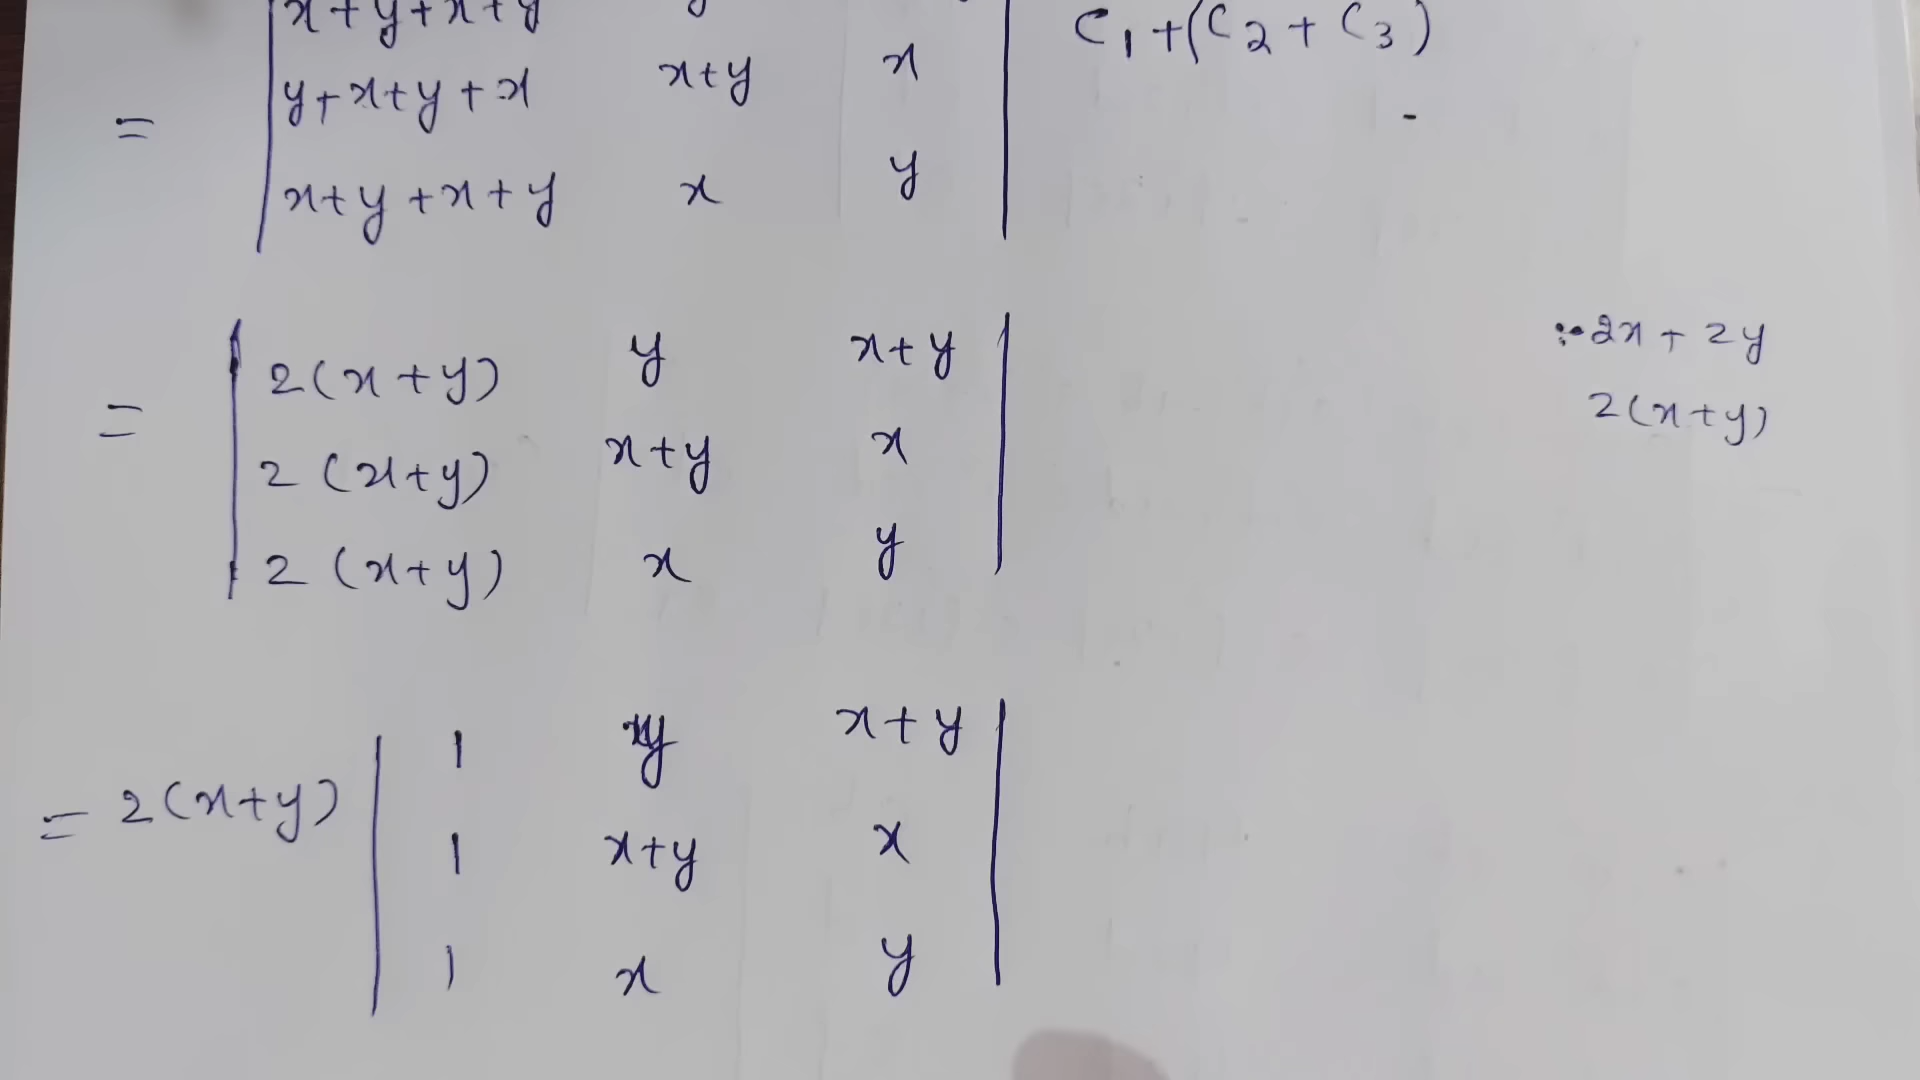 x+y+x+y y C1+(C2+C3)
= | y+x+y+x x+y x |
x+y+x+y x y
2(x+y) y x+y ∴ 2x+2y
= | 2(x+y) x+y x | 2(x+y)
2(x+y) x y
1 y x+y
= 2(x+y) | 1 x+y x |
1 x y